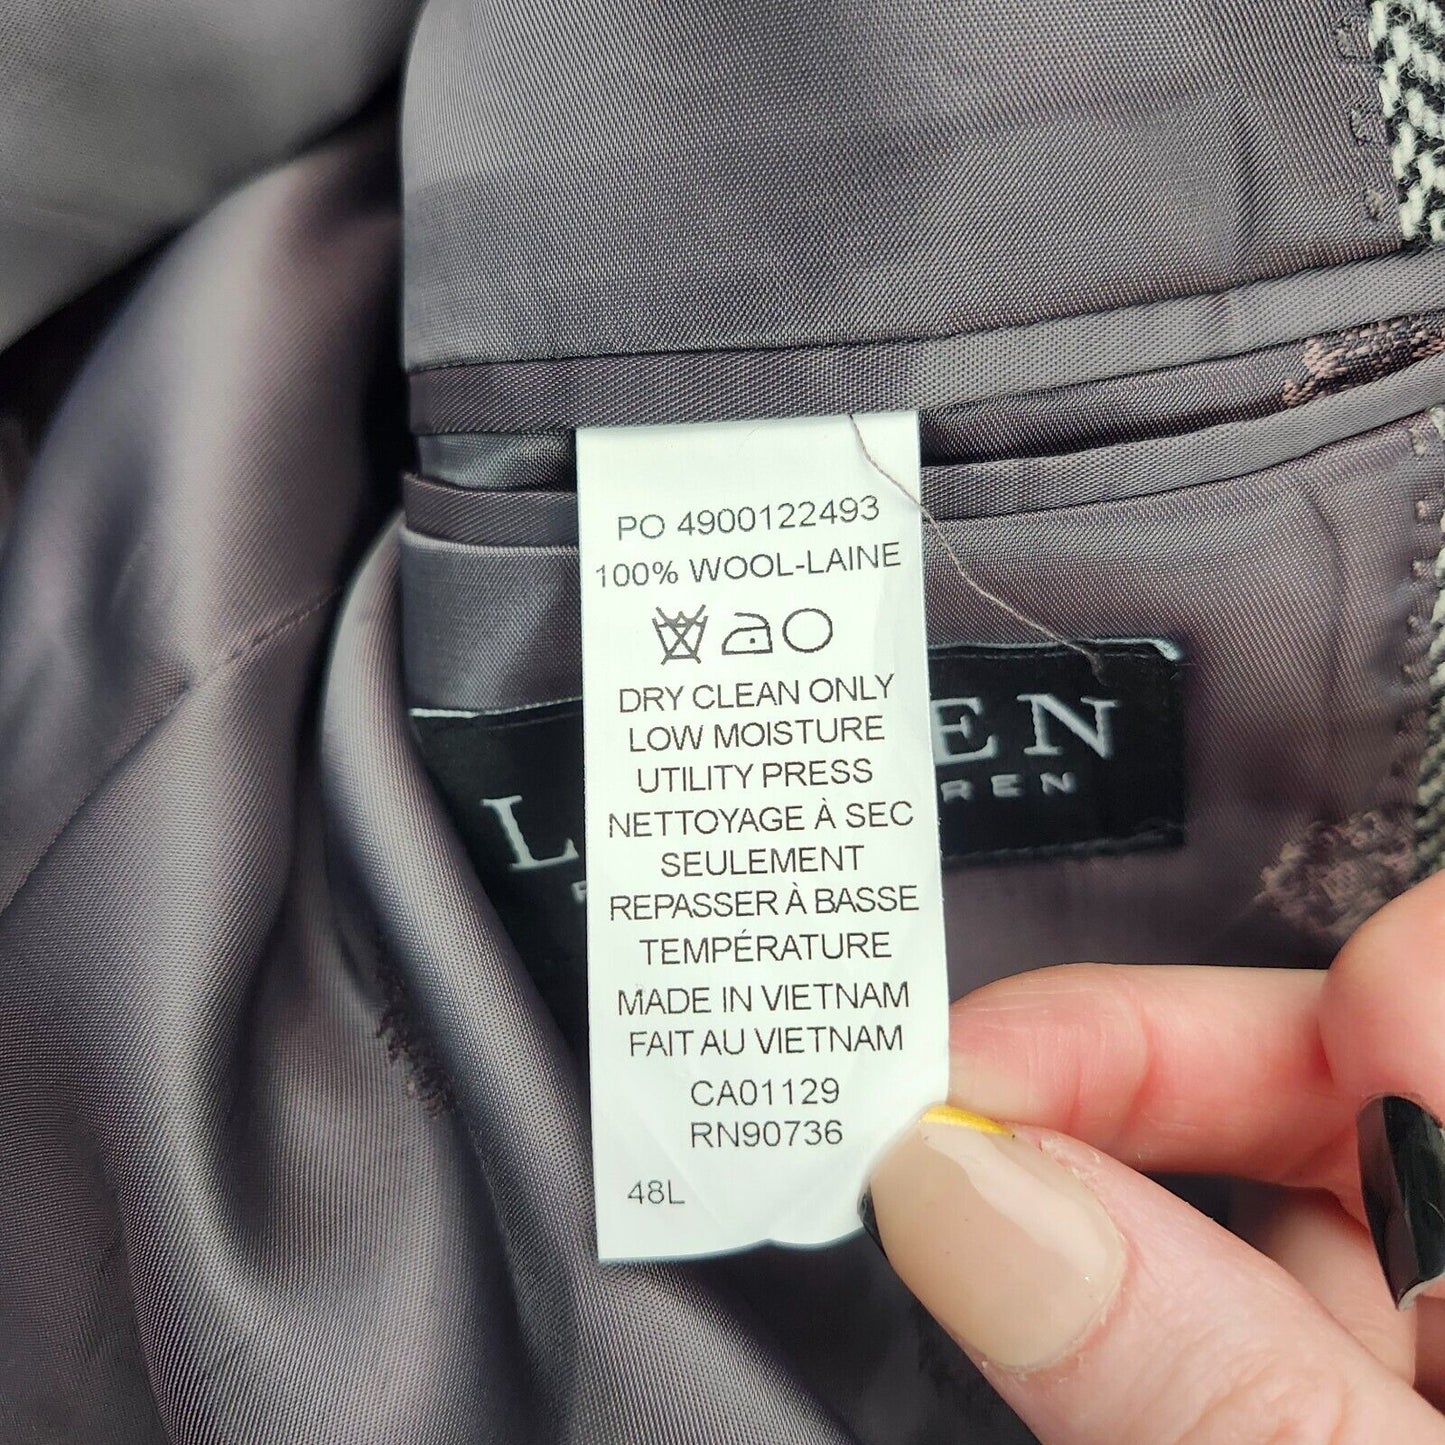 PO 4900122493
100% WOOL-LAINE
DRY CLEAN ONLY
LOW MOISTURE
UTILITY PRESS
NETTOYAGE À SEC
SEULEMENT
REPASSER À BASSE
TEMPÉRATURE
MADE IN VIETNAM
FAIT AU VIETNAM
CA01129
RN90736
48L